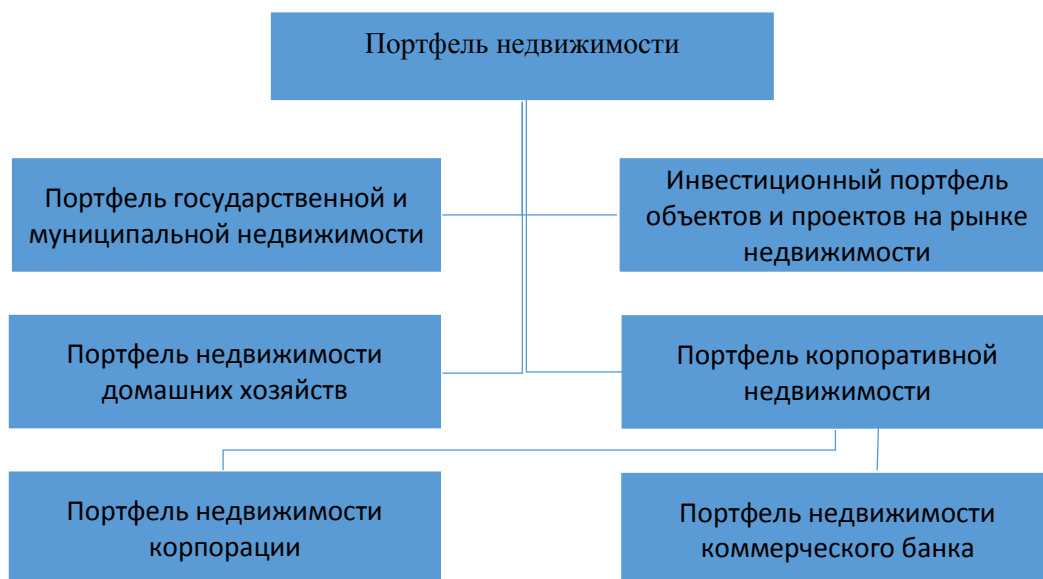 Портфель недвижимости
Портфель государственной и
муниципальной недвижимости
Инвестиционный портфель
объектов и проектов на рынке
недвижимости
Портфель недвижимости
домашних хозяйств
Портфель корпоративной
недвижимости
Портфель недвижимости
корпорации
Портфель недвижимости
коммерческого банка